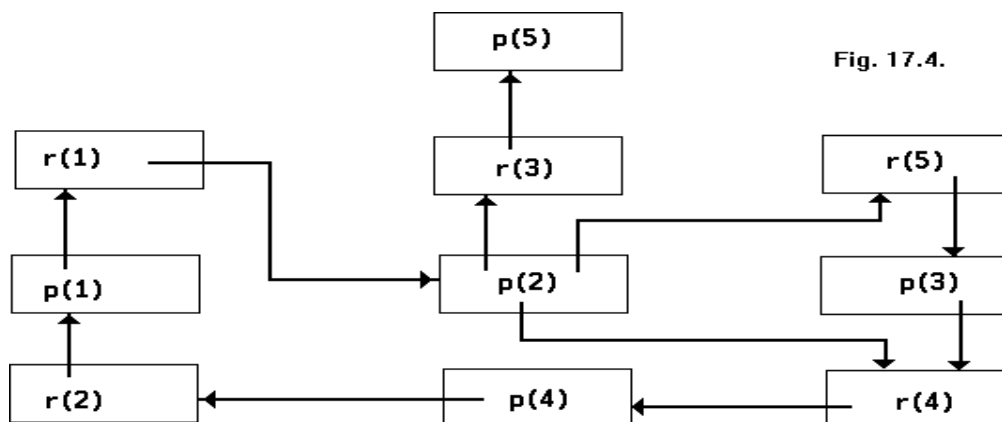 p(5)
Fig. 17.4.
r(1)
r(3)
r(5)
p(1)
p(2)
p(3)
r(2)
p(4)
r(4)